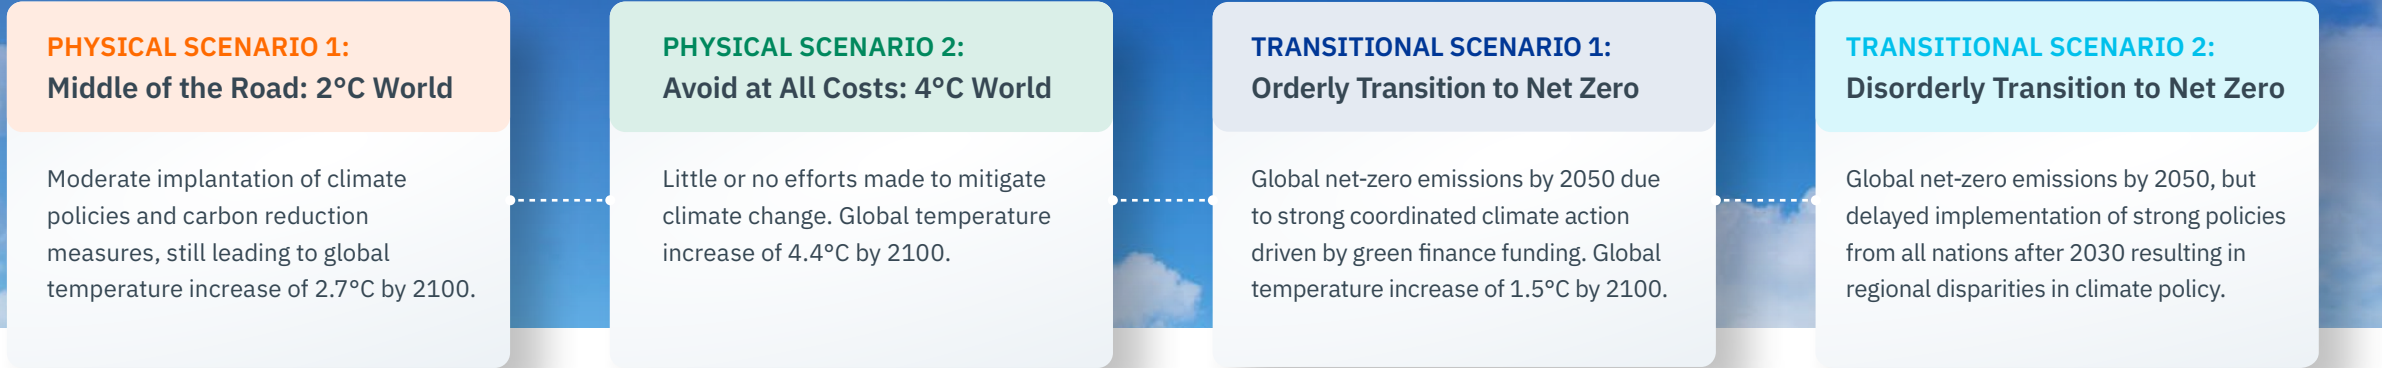 PHYSICAL SCENARIO 1:
Middle of the Road: 2°C World
Moderate implantation of climate
policies and carbon reduction
measures, still leading to global
temperature increase of 2.7°C by 2100.
PHYSICAL SCENARIO 2:
Avoid at All Costs: 4°C World
Little or no efforts made to mitigate
climate change. Global temperature
increase of 4.4°C by 2100.
TRANSITIONAL SCENARIO 1:
Orderly Transition to Net Zero
Global net-zero emissions by 2050 due
to strong coordinated climate action
driven by green finance funding. Global
temperature increase of 1.5°C by 2100.
TRANSITIONAL SCENARIO 2:
Disorderly Transition to Net Zero
Global net-zero emissions by 2050, but
delayed implementation of strong policies
from all nations after 2030 resulting in
regional disparities in climate policy.